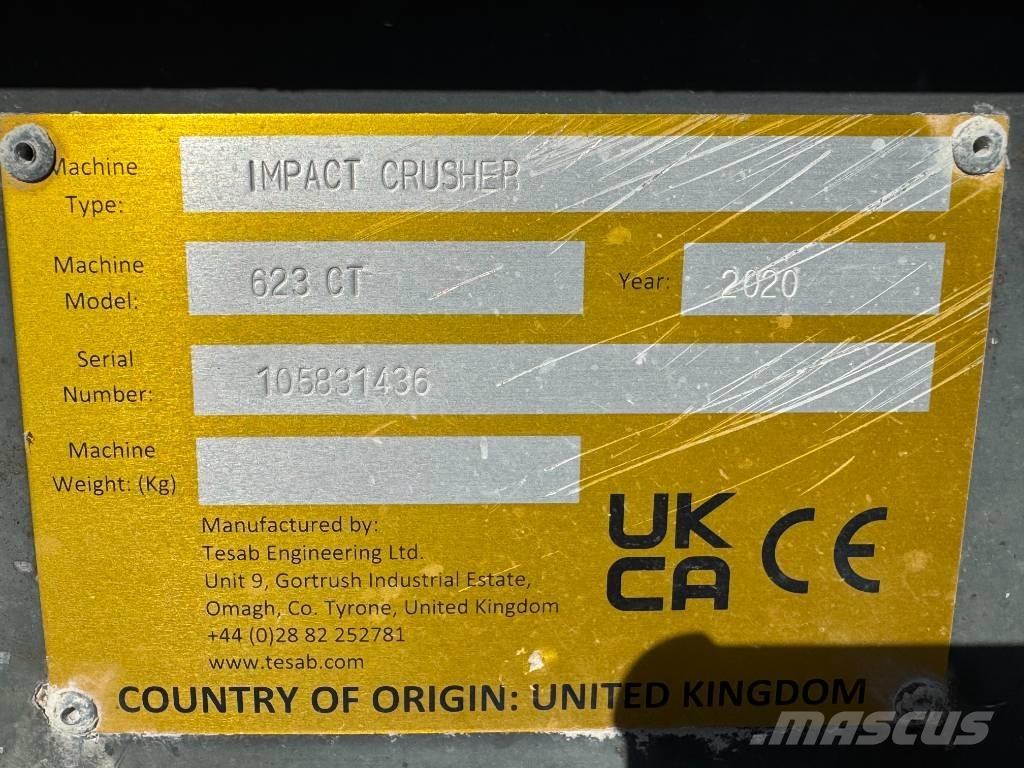 Machine Type: IMPACT CRUSHER
Machine Model: 623 CT Year: 2020
Serial Number: 105831436
Machine Weight: (Kg)
Manufactured by:
Tesab Engineering Ltd.
Unit 9, Gortrush Industrial Estate,
Omagh, Co. Tyrone, United Kingdom
+44 (0)28 82 252781
www.tesab.com
UK
CA
CE
COUNTRY OF ORIGIN: UNITED KINGDOM
MASCUS